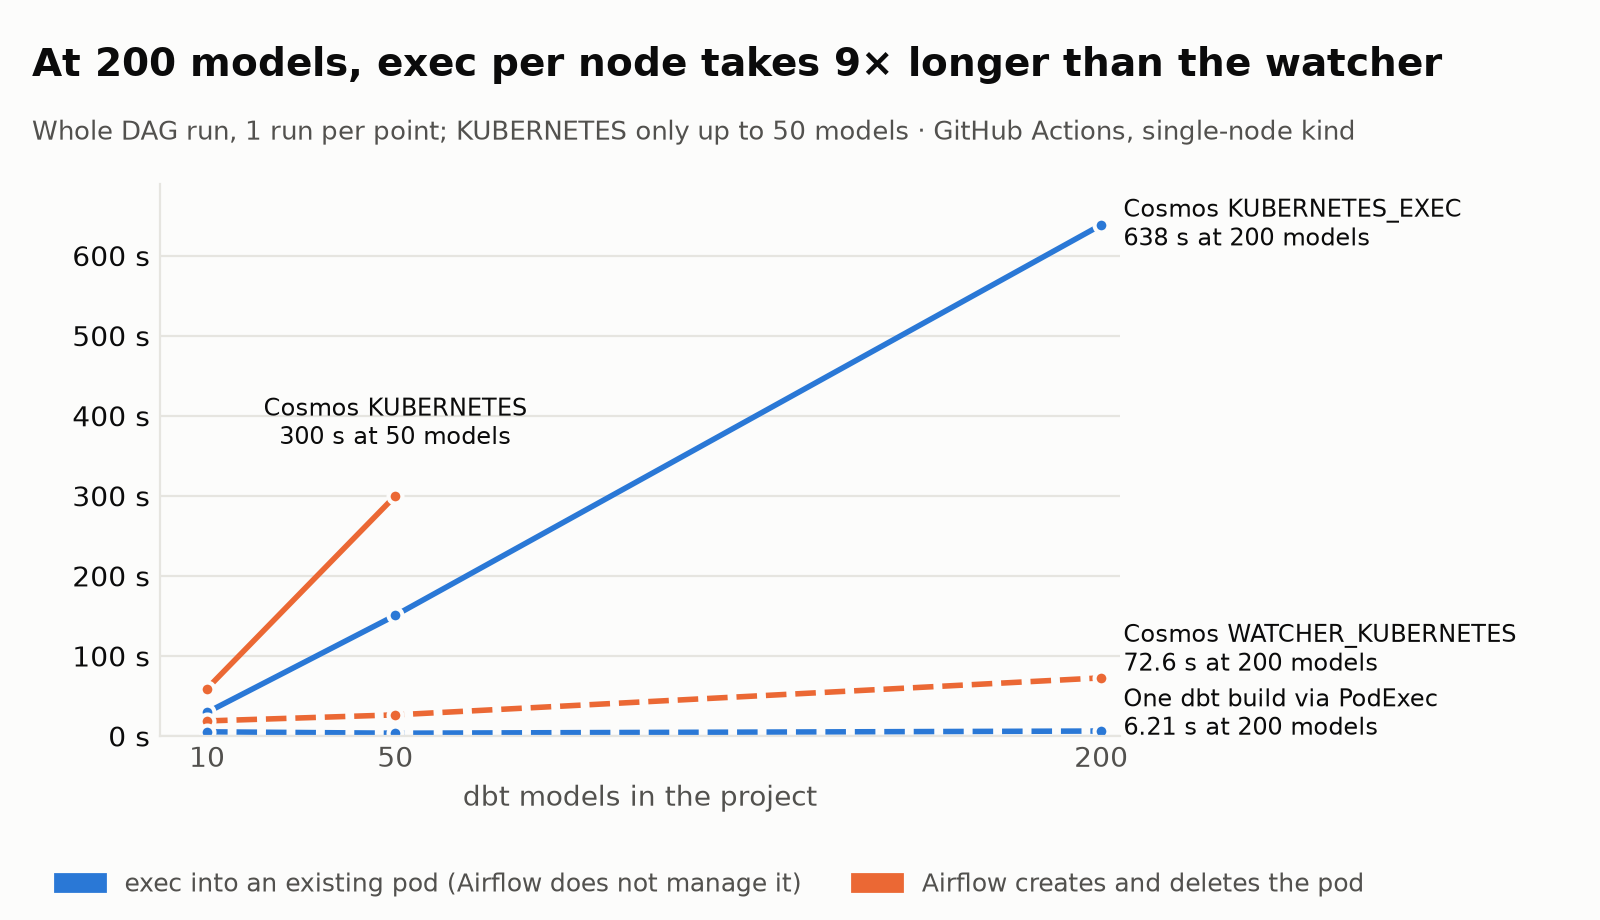 At 200 models, exec per node takes 9× longer than the watcher
Whole DAG run, 1 run per point; KUBERNETES only up to 50 models · GitHub Actions, single-node kind
Cosmos KUBERNETES_EXEC
638 s at 200 models
600 s
500 s
400 s
Cosmos KUBERNETES
300 s at 50 models
300 s
200 s
100 s
Cosmos WATCHER_KUBERNETES
72.6 s at 200 models
One dbt build via PodExec
6.21 s at 200 models
0 s
10 50 200
dbt models in the project
exec into an existing pod (Airflow does not manage it)
Airflow creates and deletes the pod